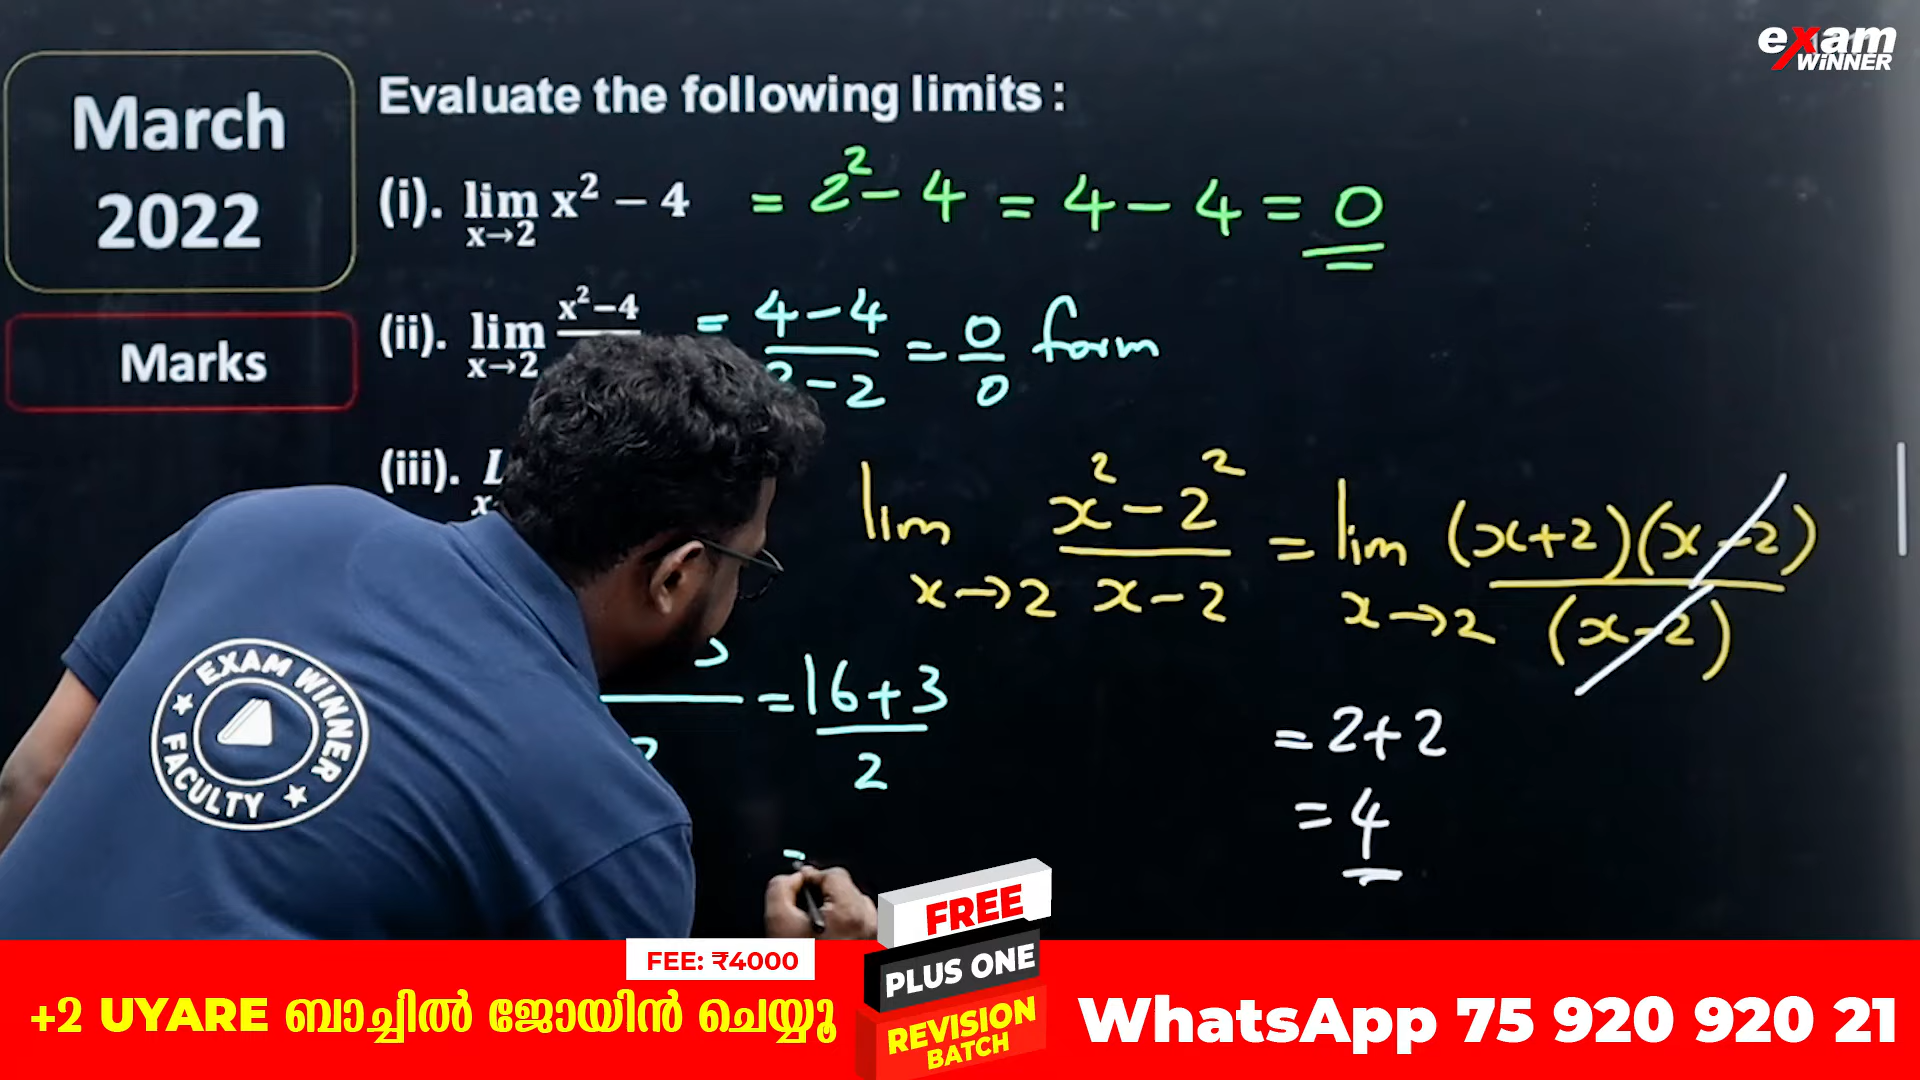 exam
WiNNER
March
2022
Marks
Evaluate the following limits :
(i). lim x→2 x² − 4 = 2² − 4 = 4 − 4 = 0
(ii). lim x→2 x²−4 = 4−4 / 2−2 = 0/0 form
(iii). L
lim x→2 x²−2² / x−2 = lim x→2 (x+2)(x−2) / (x−2)
= 16+3 / 2
= 2+2
= 4
=
EXAM WINNER
FACULTY
FEE: ₹4000
+2 UYARE ബാച്ചിൽ ജോയിൻ ചെയ്യൂ
FREE
PLUS ONE
REVISION
BATCH
WhatsApp 75 920 920 21